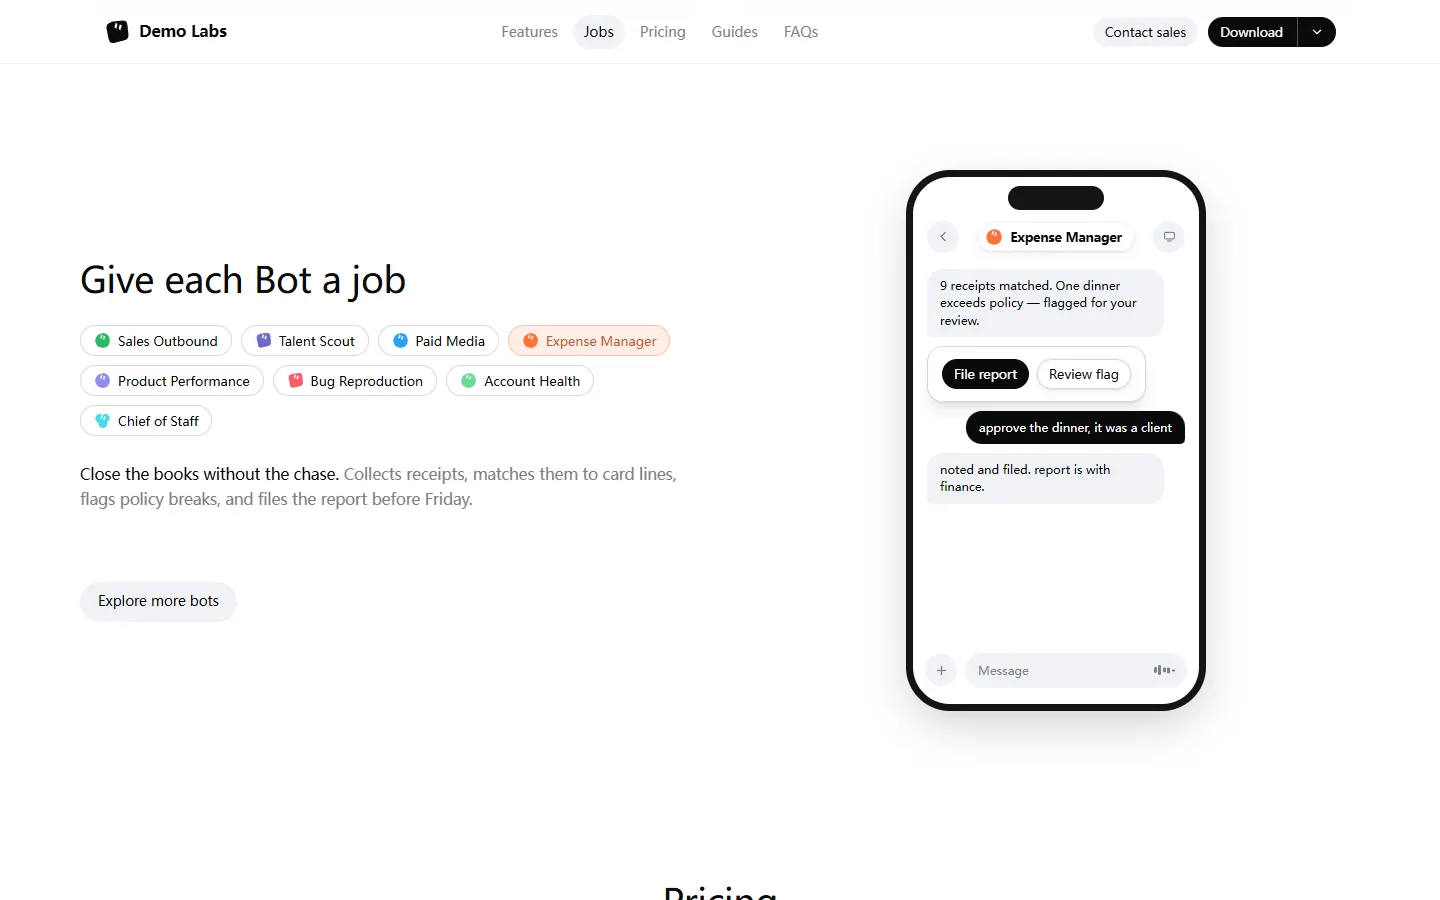 Demo Labs
Features
Jobs
Pricing
Guides
FAQs
Contact sales
Download
Give each Bot a job
Sales Outbound
Talent Scout
Paid Media
Expense Manager
Product Performance
Bug Reproduction
Account Health
Chief of Staff
Close the books without the chase. Collects receipts, matches them to card lines,
flags policy breaks, and files the report before Friday.
Explore more bots
Expense Manager
9 receipts matched. One dinner
exceeds policy — flagged for your
review.
File report
Review flag
approve the dinner, it was a client
noted and filed. report is with
finance.
Message
Pricing